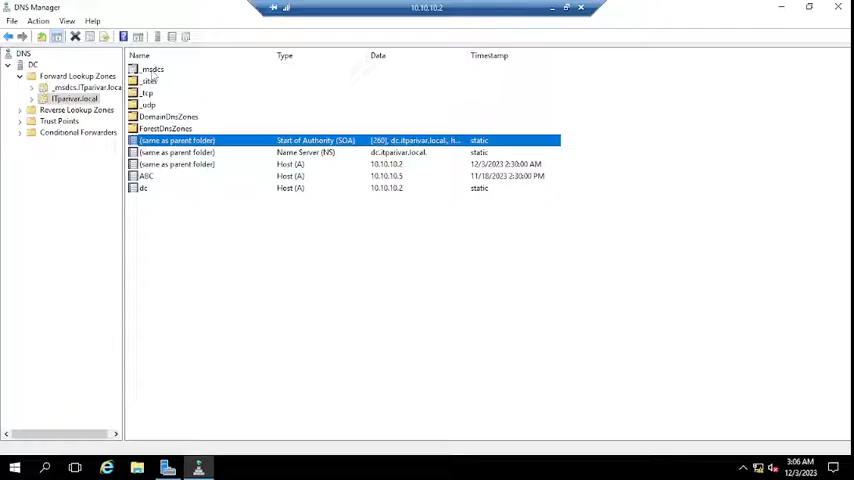 DNS Manager
10.10.10.2
File Action View Help
DNS
DC
Forward Lookup Zones
_msdcs.ITparivar.loca
ITparivar.local
Reverse Lookup Zones
Trust Points
Conditional Forwarders
Name Type Data Timestamp
_msdcs
_sites
_tcp
_udp
DomainDnsZones
ForestDnsZones
(same as parent folder) Start of Authority (SOA) [260], dc.itparivar.local., h... static
(same as parent folder) Name Server (NS) dc.itparivar.local. static
(same as parent folder) Host (A) 10.10.10.2 12/3/2023 2:30:00 AM
ABC Host (A) 10.10.10.5 11/18/2023 2:30:00 PM
dc Host (A) 10.10.10.2 static
3:06 AM
12/3/2023